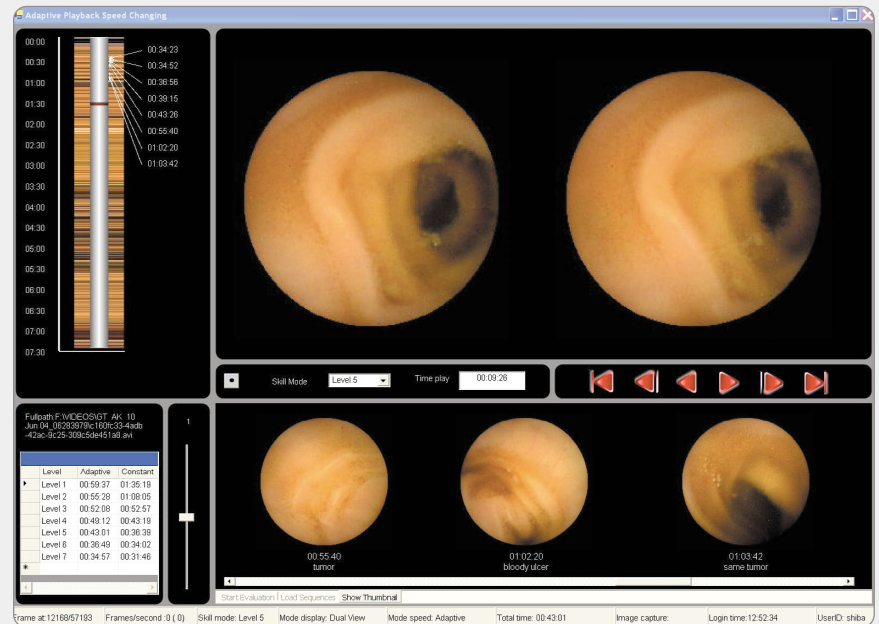 Adaptive Playback Speed Changing
00:00
00:30
01:00
01:30
02:00
02:30
03:00
03:30
04:00
04:30
05:00
05:30
06:00
06:30
07:00
07:30
00:34:23
00:34:52
00:36:56
00:39:15
00:43:26
00:55:40
01:02:20
01:03:42
Skill Mode Level 5 Time play 00:09:26
Fullpath:F:\VIDEOS\GT AK 10
Jun 04_06283979\c160fc33-4adb
-42ac-9c25-309c5de451a8.avi
Level Adaptive Constant
Level 1 00:59:37 01:35:19
Level 2 00:55:28 01:08:05
Level 3 00:52:08 00:52:57
Level 4 00:49:12 00:43:19
Level 5 00:43:01 00:36:39
Level 6 00:36:49 00:34:02
Level 7 00:34:57 00:31:46
1
00:55:40
tumor
01:02:20
bloody ulcer
01:03:42
same tumor
Start Evaluation Load Sequences Show Thumbnail
Frame at:12168/57193 Frames/second :0 ( 0) Skill mode: Level 5 Mode display: Dual View Mode speed: Adaptive Total time: 00:43:01 Image capture: Login time:12:52:34 UserID: shiba